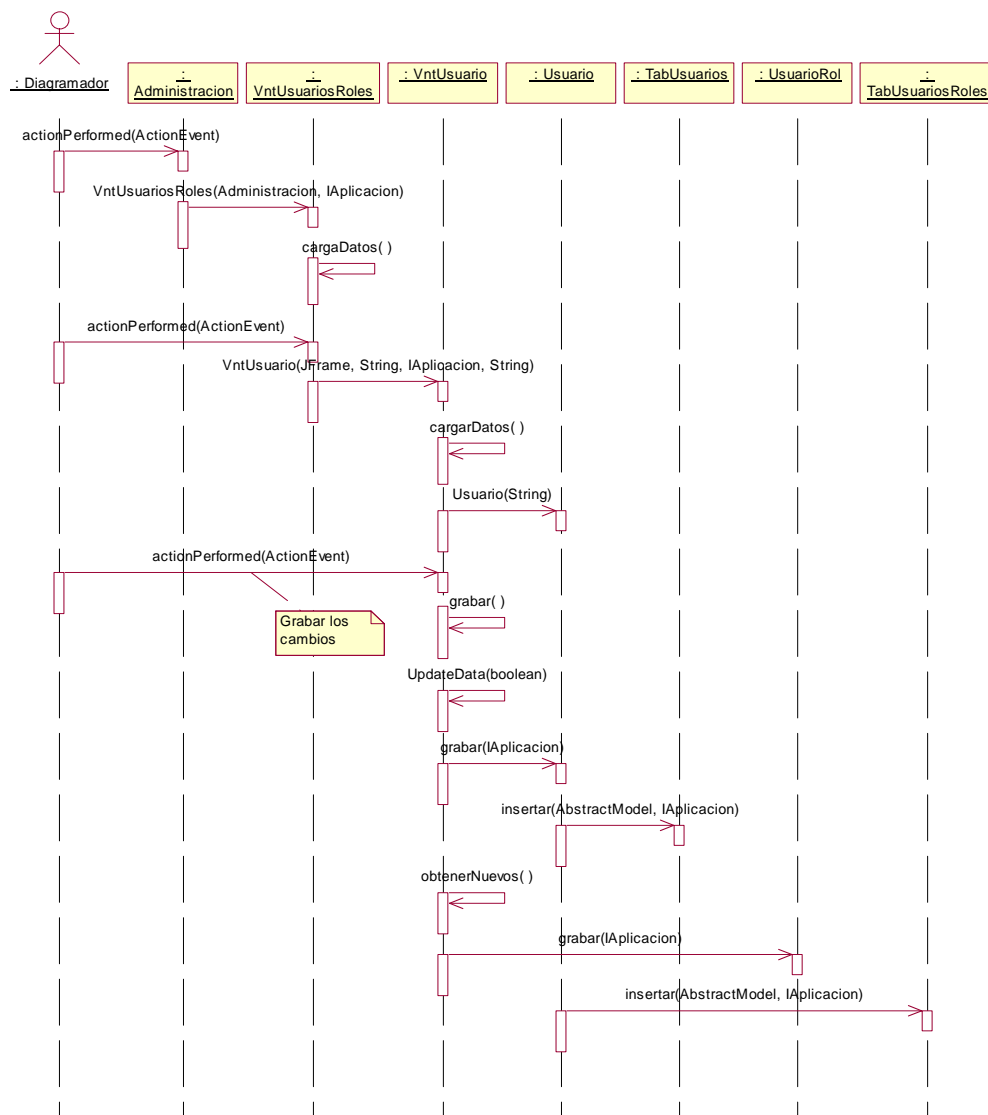 : Diagramador
:
Administracion
:
VntUsuariosRoles
: VntUsuario
: Usuario
: TabUsuarios
: UsuarioRol
:
TabUsuariosRoles
actionPerformed(ActionEvent)
VntUsuariosRoles(Administracion, IAplicacion)
cargaDatos( )
actionPerformed(ActionEvent)
VntUsuario(JFrame, String, IAplicacion, String)
cargarDatos( )
Usuario(String)
actionPerformed(ActionEvent)
grabar( )
Grabar los
cambios
UpdateData(boolean)
grabar(IAplicacion)
insertar(AbstractModel, IAplicacion)
obtenerNuevos( )
grabar(IAplicacion)
insertar(AbstractModel, IAplicacion)